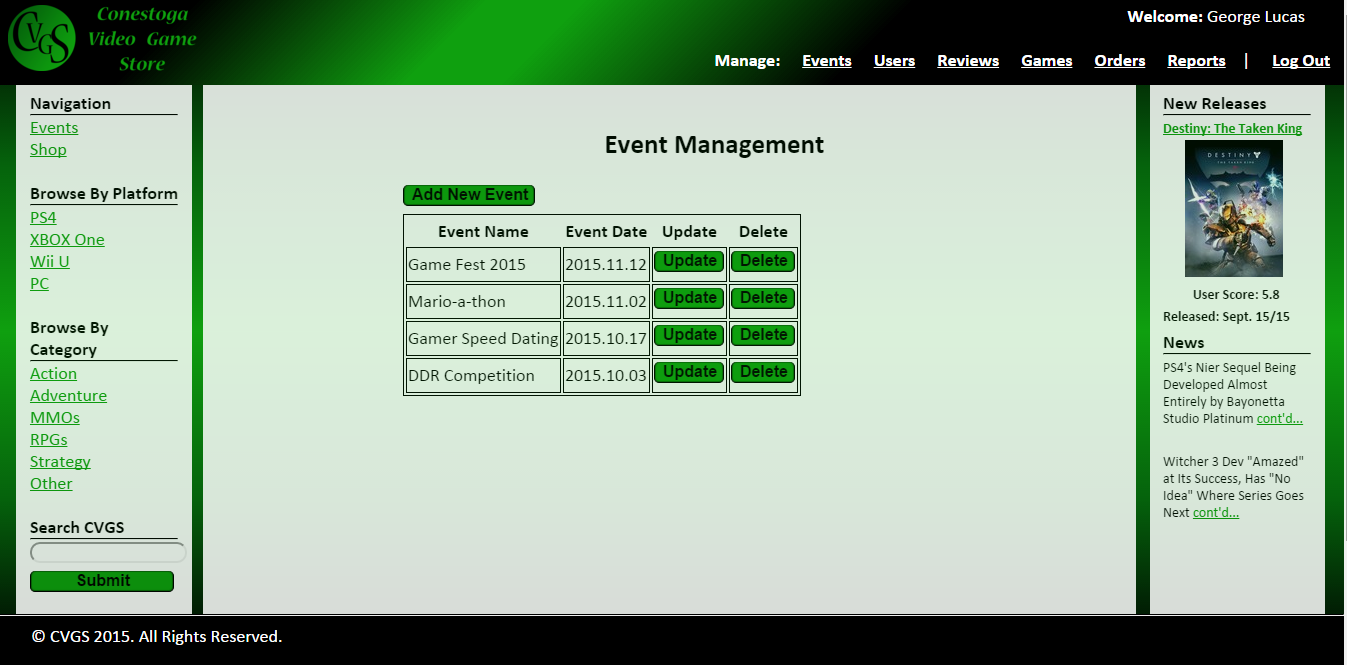 CVGS
Conestoga
Video Game
Store
Welcome: George Lucas
Manage: Events Users Reviews Games Orders Reports | Log Out
Navigation
Events
Shop
Browse By Platform
PS4
XBOX One
Wii U
PC
Browse By
Category
Action
Adventure
MMOs
RPGs
Strategy
Other
Search CVGS
Submit
Event Management
Add New Event
Event Name Event Date Update Delete
Game Fest 2015 2015.11.12 Update Delete
Mario-a-thon 2015.11.02 Update Delete
Gamer Speed Dating 2015.10.17 Update Delete
DDR Competition 2015.10.03 Update Delete
New Releases
Destiny: The Taken King
DESTINY
THE TAKEN KING
User Score: 5.8
Released: Sept. 15/15
News
PS4's Nier Sequel Being
Developed Almost
Entirely by Bayonetta
Studio Platinum cont'd...
Witcher 3 Dev "Amazed"
at Its Success, Has "No
Idea" Where Series Goes
Next cont'd...
© CVGS 2015. All Rights Reserved.